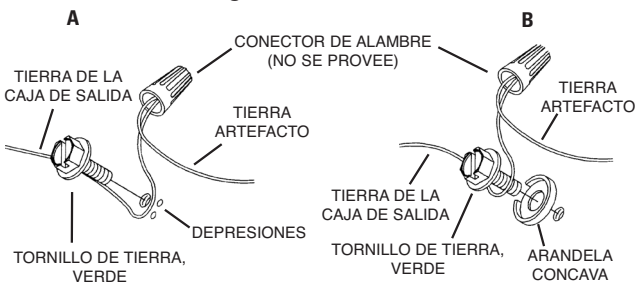 A
B
CONECTOR DE ALAMBRE
(NO SE PROVEE)
TIERRA DE LA
CAJA DE SALIDA
TIERRA
ARTEFACTO
DEPRESIONES
TORNILLO DE TIERRA,
VERDE
TIERRA
ARTEFACTO
TIERRA DE LA
CAJA DE SALIDA
TORNILLO DE TIERRA,
VERDE
ARANDELA
CONCAVA